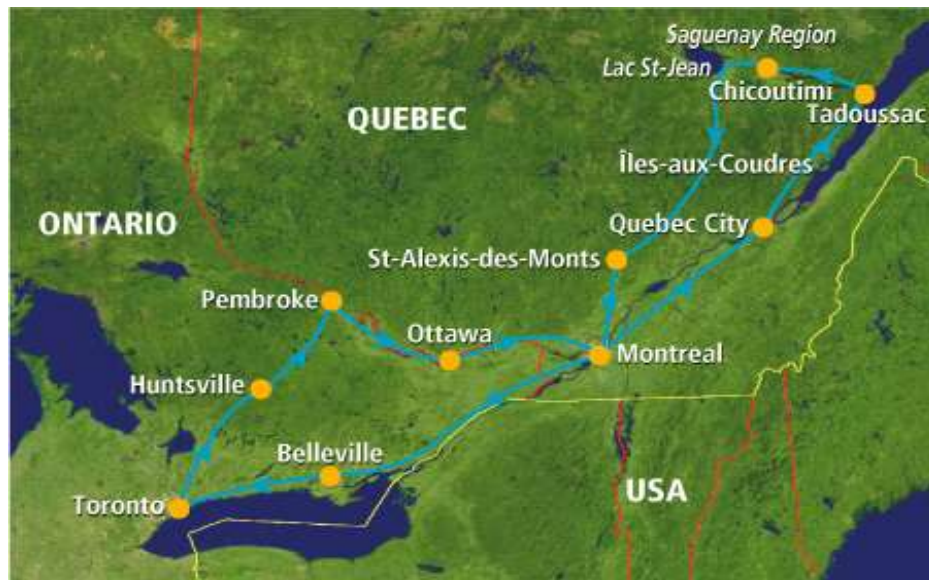 Saguenay Region
Lac St-Jean
Chicoutimi
Tadoussac
QUEBEC
Îles-aux-Coudres
ONTARIO
Quebec City
St-Alexis-des-Monts
Pembroke
Ottawa
Montreal
Huntsville
Belleville
USA
Toronto